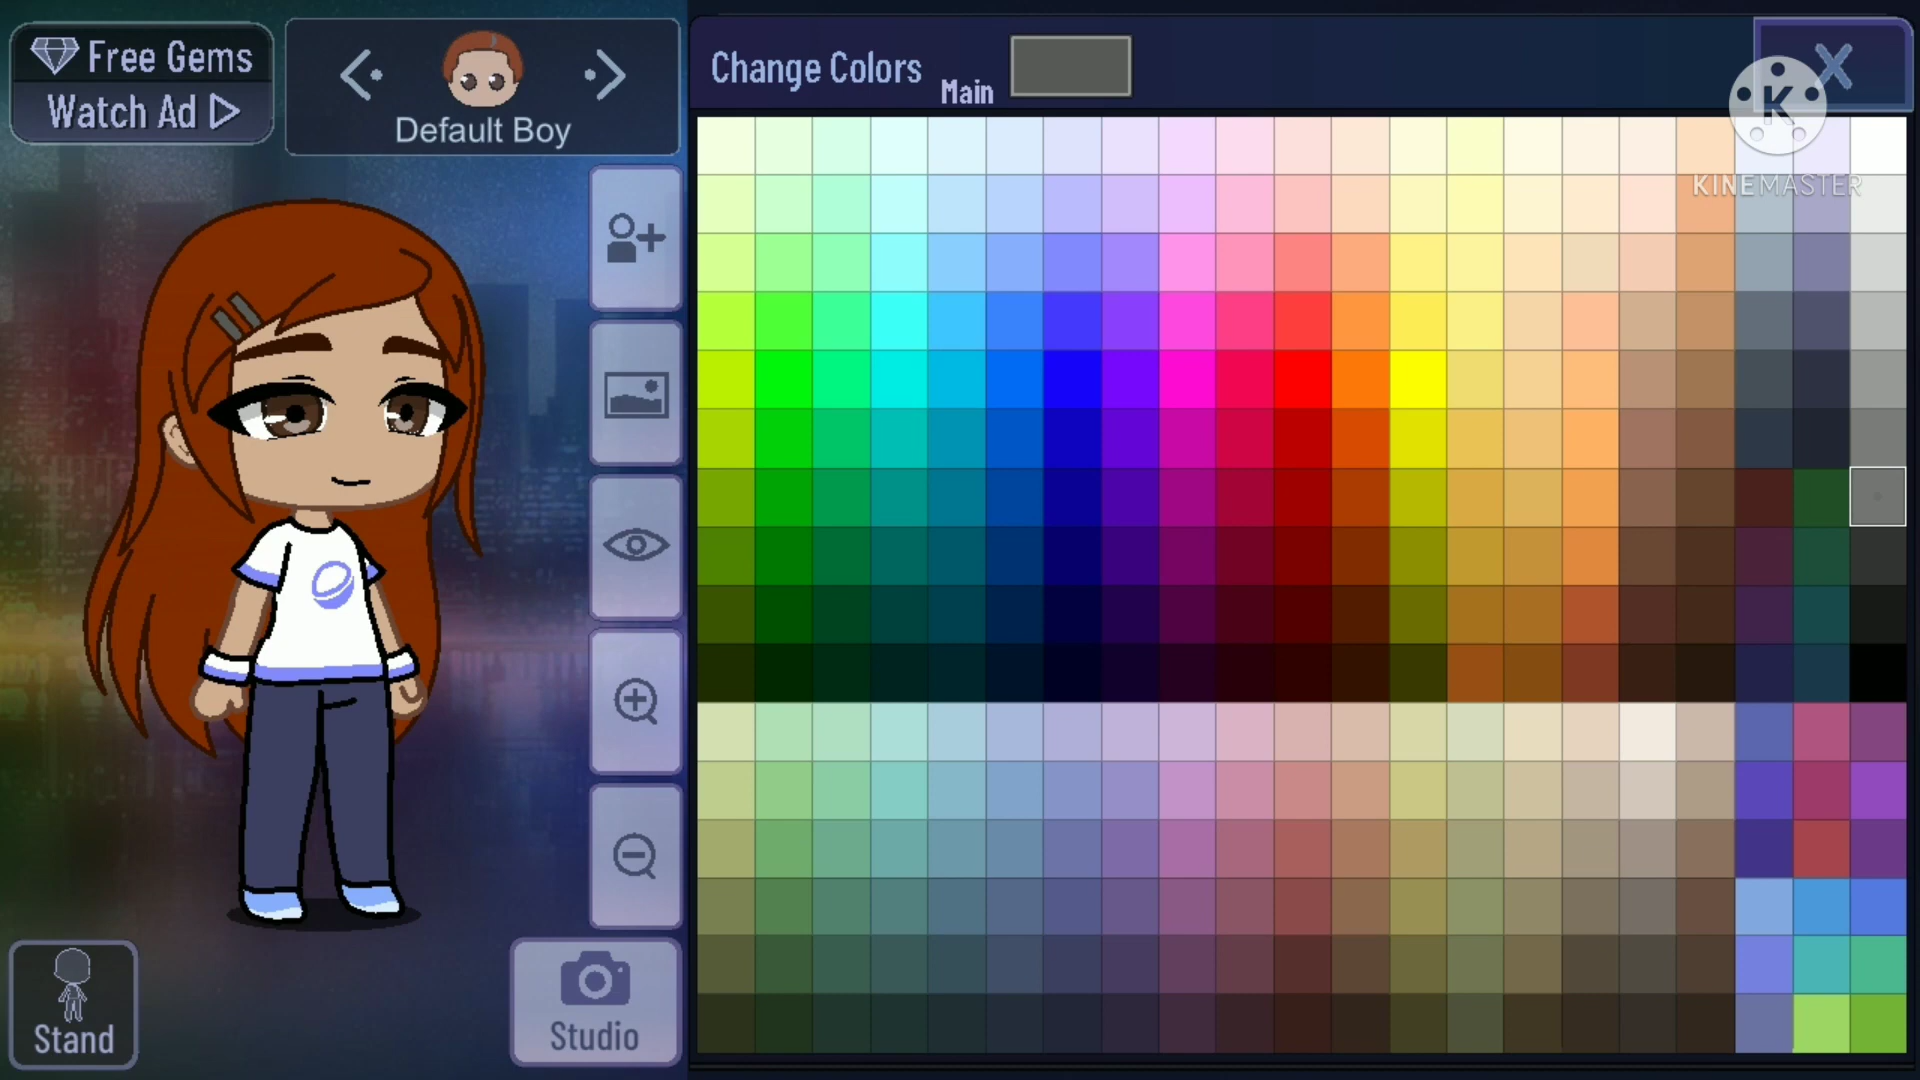 Free Gems
Watch Ad
Default Boy
Change Colors
Main
X
K
KINEMASTER
Stand
Studio